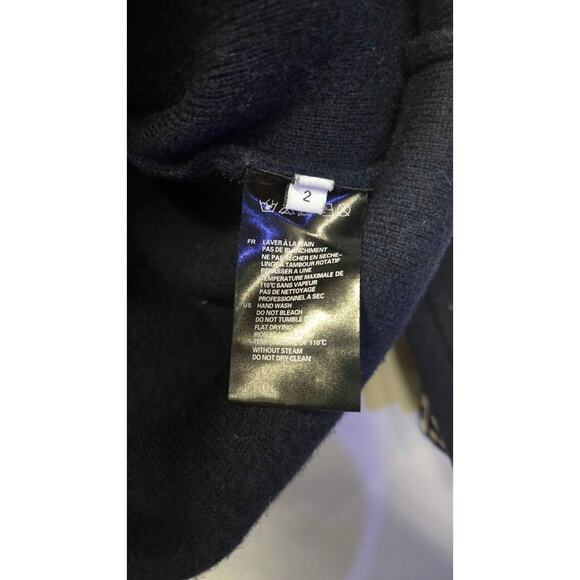 2
FR LAVER À LA MAIN
PAS DE BLANCHIMENT
NE PAS SÉCHER EN SÈCHE-
LINGE À TAMBOUR ROTATIF
REPASSER À UNE
TEMPÉRATURE MAXIMALE DE
110°C SANS VAPEUR
PAS DE NETTOYAGE
PROFESSIONNEL A SEC
US HAND WASH
DO NOT BLEACH
DO NOT TUMBLE
FLAT DRYING
IRON
DE 110°C
WITHOUT STEAM
DO NOT DRY CLEAN